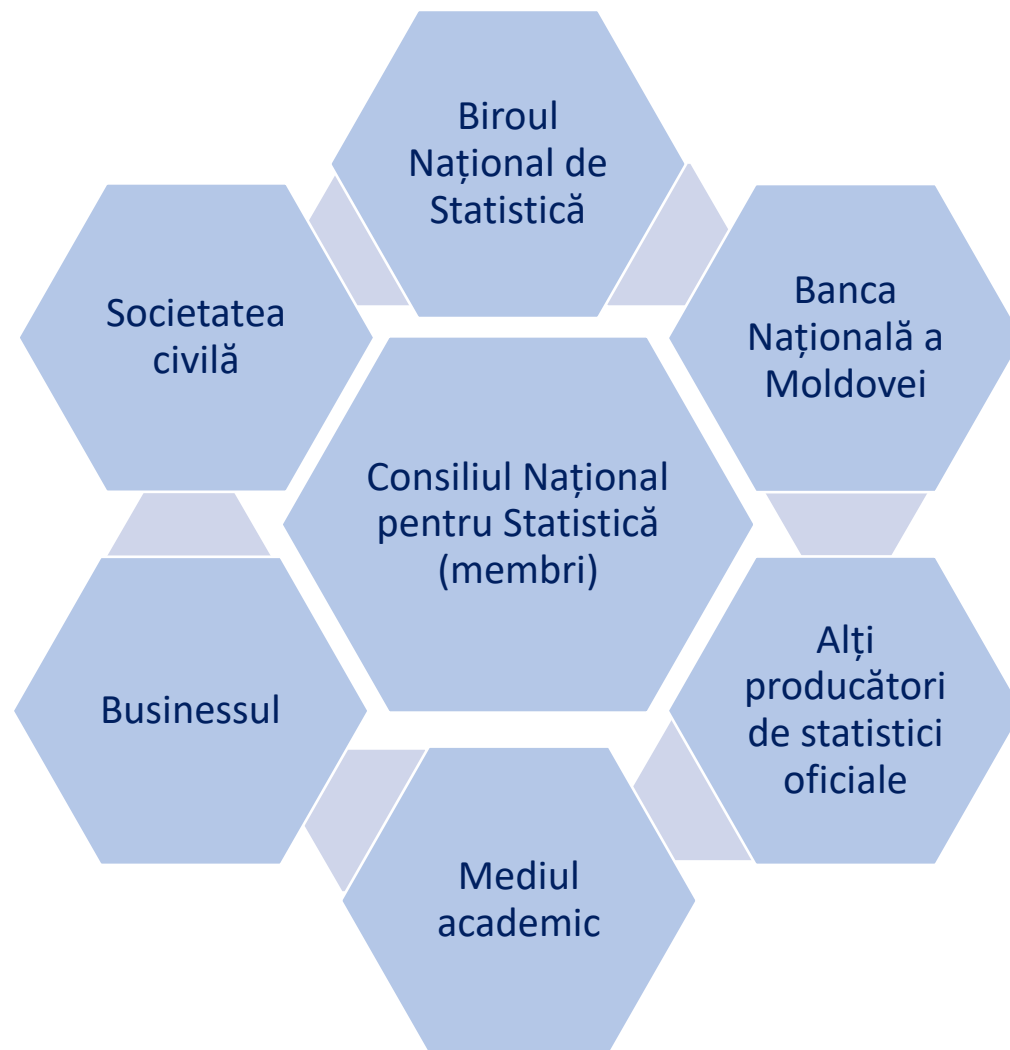 Biroul
Național de
Statistică
Banca
Națională a
Moldovei
Alți
producători
de statistici
oficiale
Mediul
academic
Businessul
Societatea
civilă
Consiliul Național
pentru Statistică
(membri)